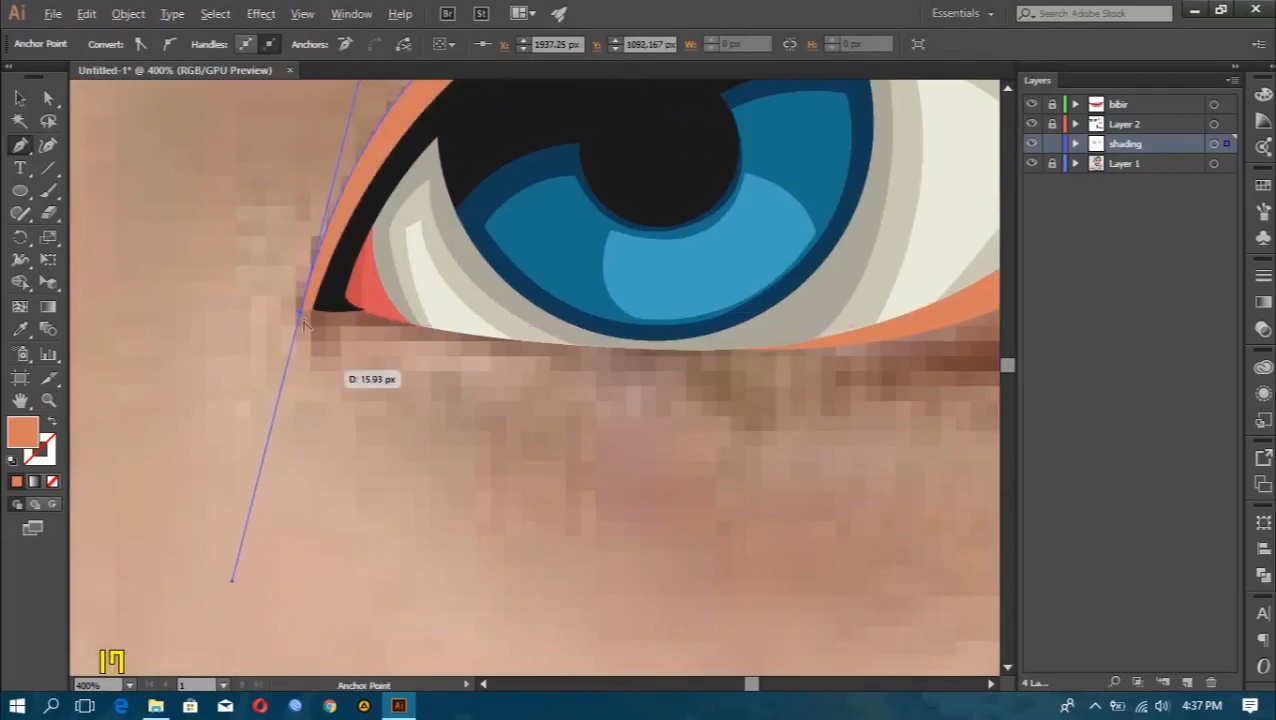 Ai File Edit Object Type Select Effect View Window Help Br St Essentials Search Adobe Stock
Anchor Point Convert: Handles: Anchors: X: 1937.25 px Y: 1092.167 px W: 0 px H: 0 px
Untitled-1* @ 400% (RGB/GPU Preview)
Layers
bibir
Layer 2
shading
Layer 1
D: 15.93 px
17
400% 1 Anchor Point 4 La...
4:37 PM